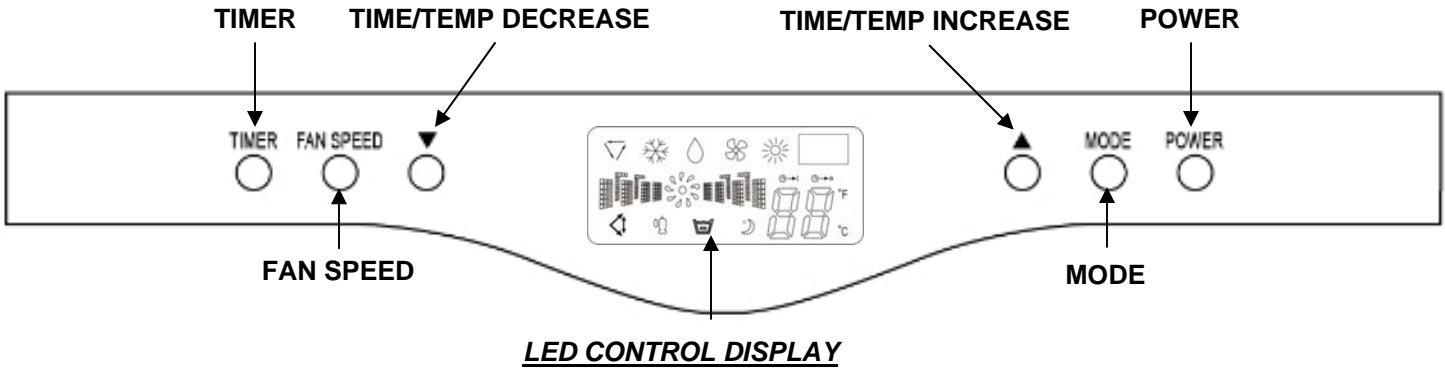 TIMER TIME/TEMP DECREASE TIME/TEMP INCREASE POWER
TIMER FAN SPEED ▼ ▲ MODE POWER
88 °F
°C
FAN SPEED MODE
LED CONTROL DISPLAY